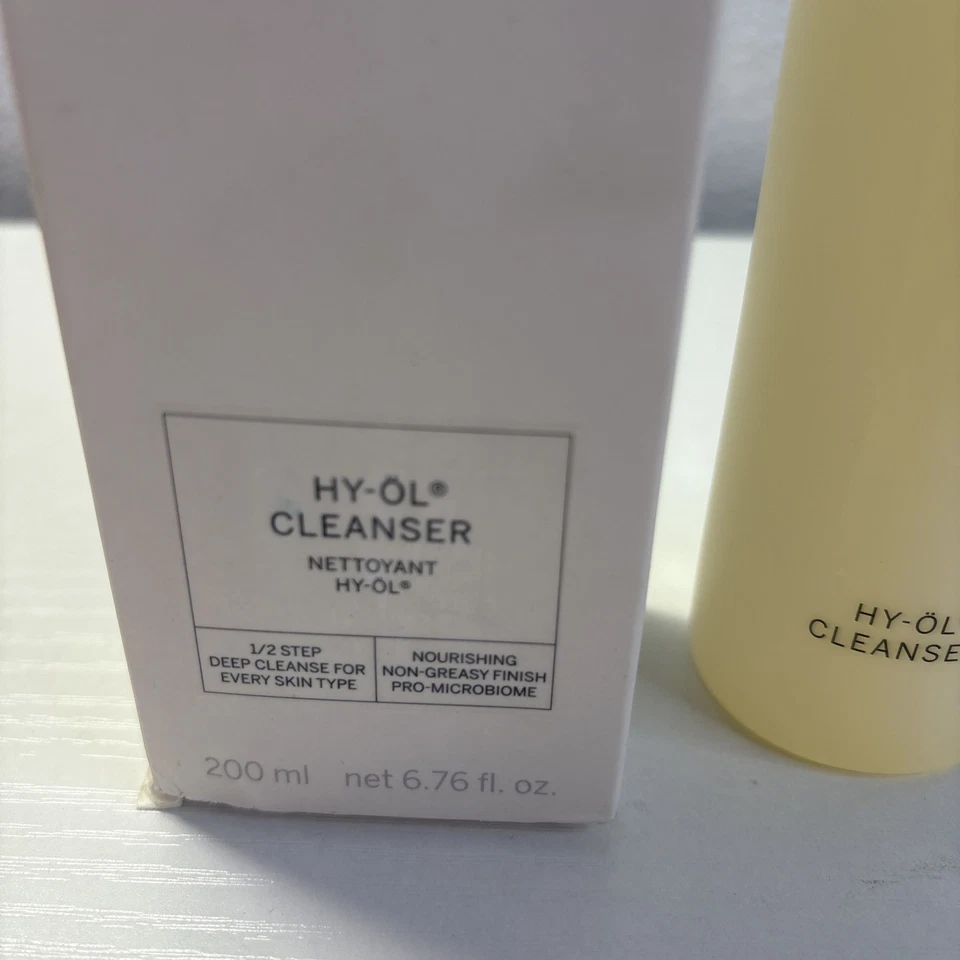 HY-ÖL®
CLEANSER
NETTOYANT
HY-ÖL®
1/2 STEP
DEEP CLEANSE FOR
EVERY SKIN TYPE
NOURISHING
NON-GREASY FINISH
PRO-MICROBIOME
200 ml net 6.76 fl. oz.
HY-ÖL
CLEANSE